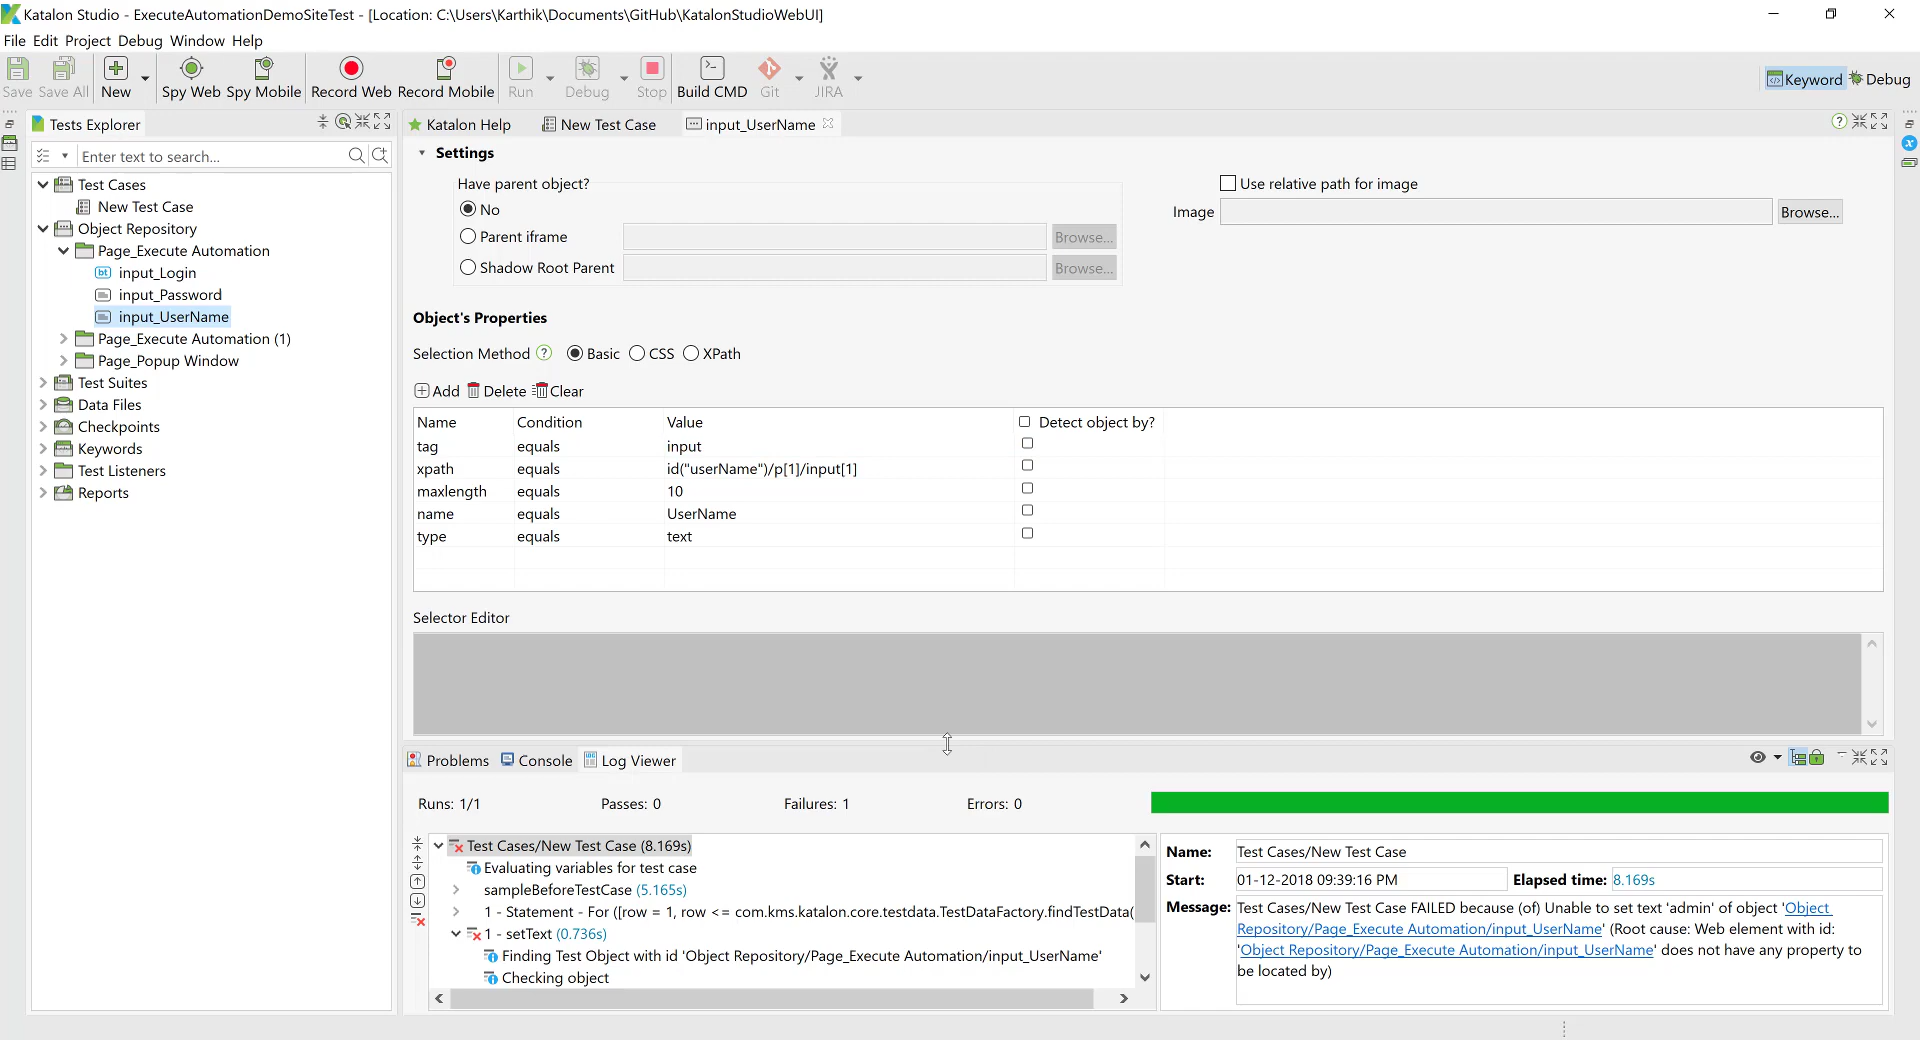 Katalon Studio - ExecuteAutomationDemoSiteTest - [Location: C:\Users\Karthik\Documents\GitHub\KatalonStudioWebUI]
File Edit Project Debug Window Help
Save Save All New Spy Web Spy Mobile Record Web Record Mobile Run Debug Stop Build CMD Git JIRA Keyword Debug
Tests Explorer
Enter text to search...
Test Cases
New Test Case
Object Repository
Page_Execute Automation
bt input_Login
input_Password
input_UserName
Page_Execute Automation (1)
Page_Popup Window
Test Suites
Data Files
Checkpoints
Keywords
Test Listeners
Reports
Katalon Help New Test Case input_UserName
Settings
Have parent object?
No
Parent iframe Browse...
Shadow Root Parent Browse...
Use relative path for image
Image Browse...
Object's Properties
Selection Method ? Basic CSS XPath
Add Delete Clear
Name Condition Value Detect object by?
tag equals input
xpath equals id("userName")/p[1]/input[1]
maxlength equals 10
name equals UserName
type equals text
Selector Editor
Problems Console Log Viewer
Runs: 1/1 Passes: 0 Failures: 1 Errors: 0
Test Cases/New Test Case (8.169s)
Evaluating variables for test case
sampleBeforeTestCase (5.165s)
1 - Statement - For ([row = 1, row <= com.kms.katalon.core.testdata.TestDataFactory.findTestData(
1 - setText (0.736s)
Finding Test Object with id 'Object Repository/Page_Execute Automation/input_UserName'
Checking object
Name: Test Cases/New Test Case
Start: 01-12-2018 09:39:16 PM Elapsed time: 8.169s
Message: Test Cases/New Test Case FAILED because (of) Unable to set text 'admin' of object 'Object
Repository/Page_Execute Automation/input_UserName' (Root cause: Web element with id:
'Object Repository/Page_Execute Automation/input_UserName' does not have any property to
be located by)